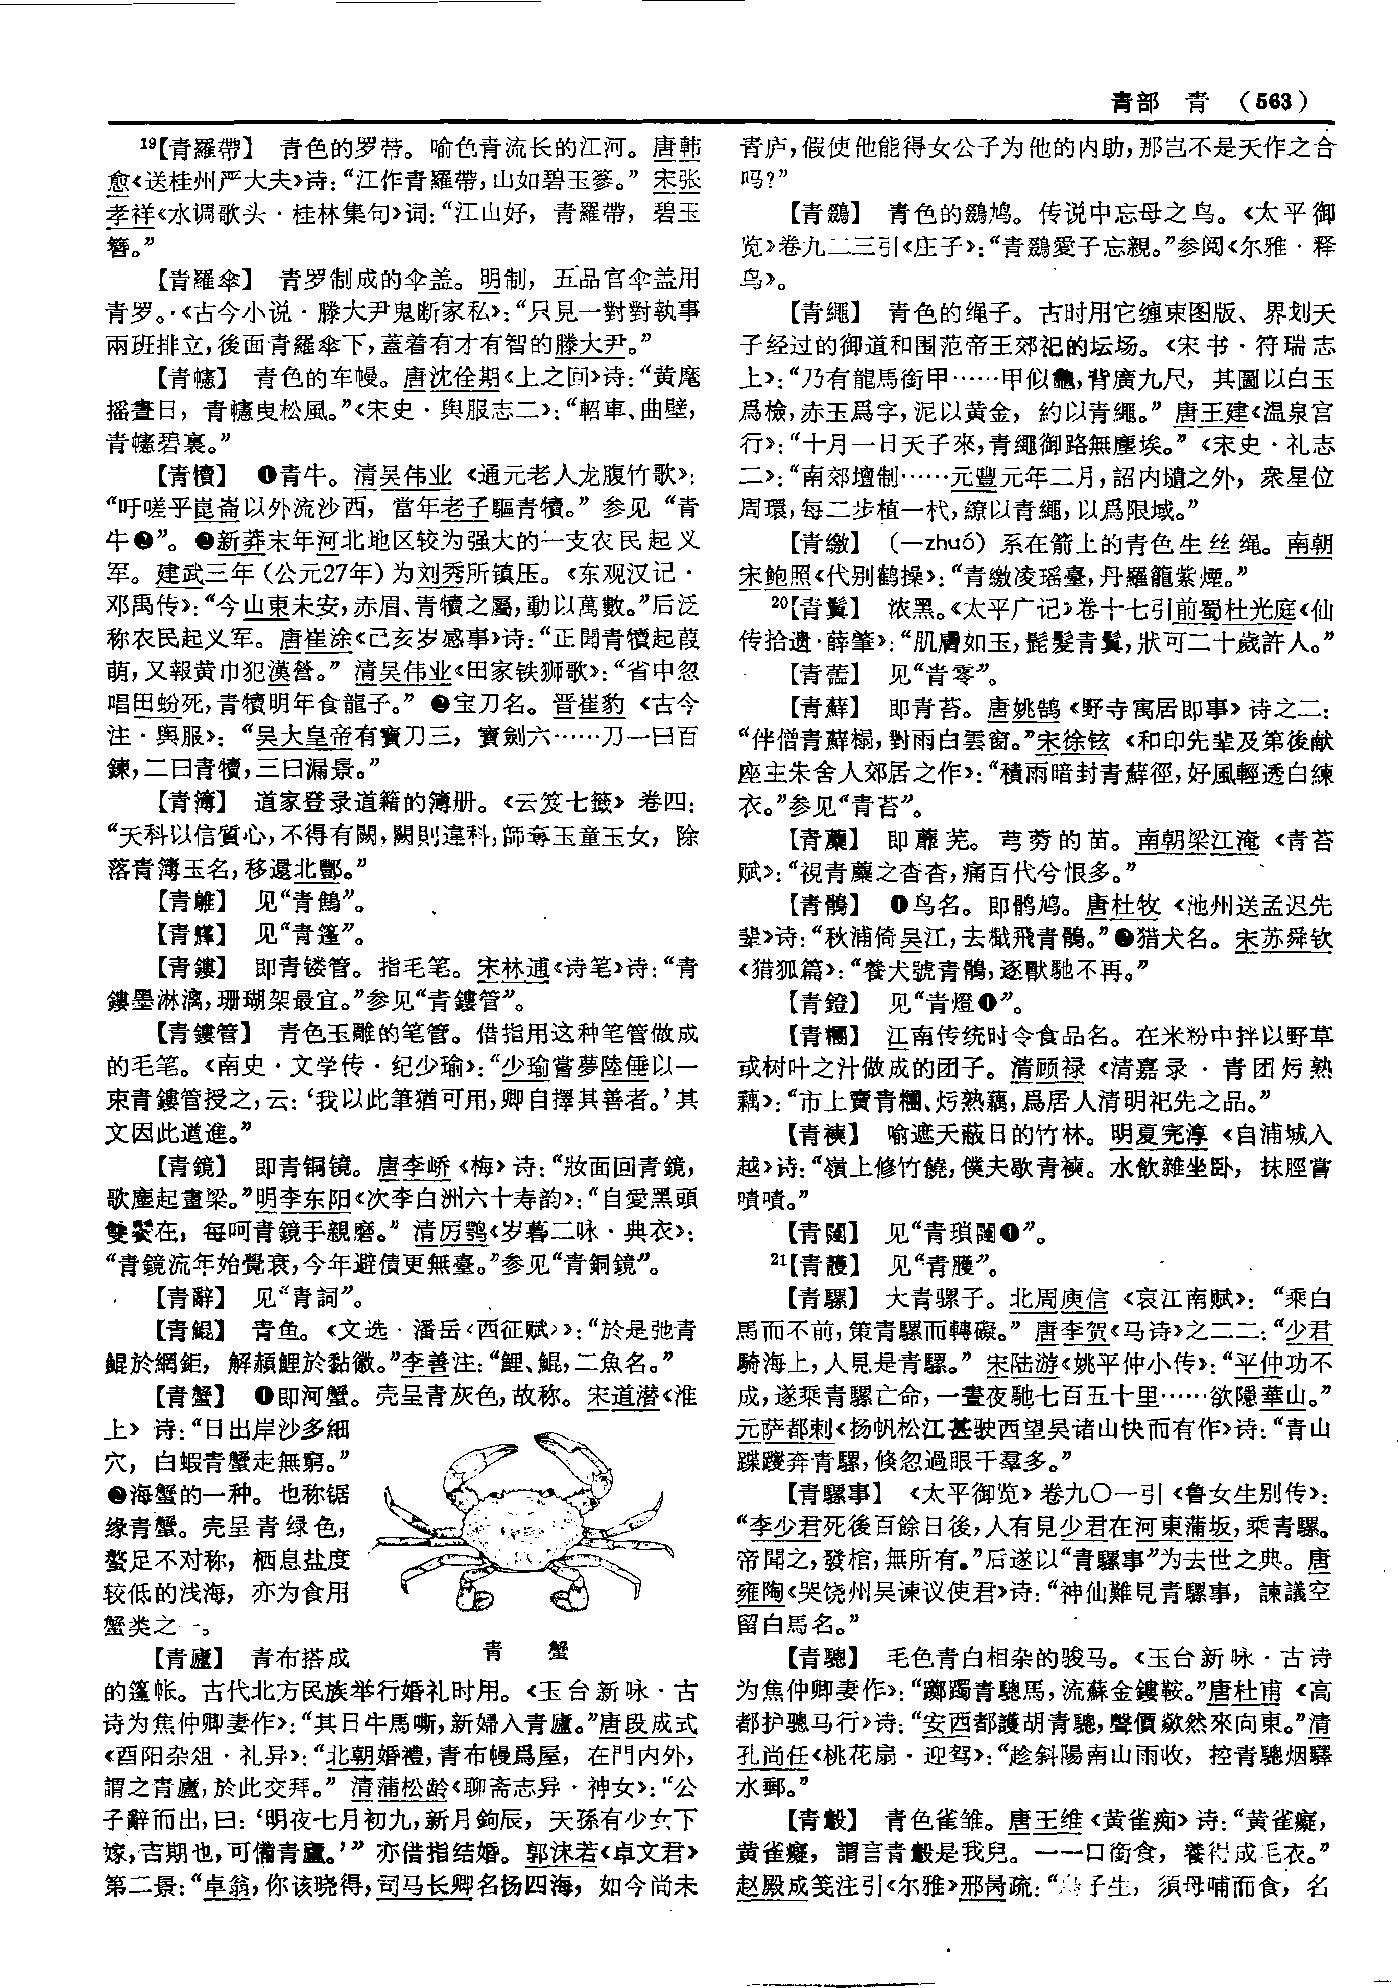 青部　青　（563）
19【青羅帶】　青色的罗带。喻色青流长的江河。唐韩
愈《送桂州严大夫》诗：“江作青羅帶，山如碧玉篸。”宋张
孝祥《水调歌头·桂林集句》词：“江山好，青羅帶，碧玉
簪。”
【青羅傘】　青罗制成的伞盖。明制，五品官伞盖用
青罗。《古今小说·滕大尹鬼断家私》：“只見一對對執事
兩班排立，後面青羅傘下，蓋着有才有智的滕大尹。”
【青幰】　青色的车幔。唐沈佺期《上之回》诗：“黄麾
摇晝日，青幰曳松風。”《宋史·舆服志二》：“軺車、曲壁，
青幰碧裏。”
【青犢】　❶青牛。清吴伟业《通元老人龙腹竹歌》：
“吁嗟乎崑崙以外流沙西，當年老子驅青犢。”参见“青
牛❷”。❷新莽末年河北地区较为强大的一支农民起义
军。建武三年（公元27年）为刘秀所镇压。《东观汉记·
邓禹传》：“今山東未安，赤眉、青犢之屬，動以萬數。”后泛
称农民起义军。唐崔涂《己亥岁感事》诗：“正閒青犢起葭
萌，又報黄巾犯漢營。”清吴伟业《田家铁狮歌》：“省中忽
唱田蚡死，青犢明年食龍子。”❷宝刀名。晋崔豹《古今
注·舆服》：“吴大皇帝有寶刀三，寶劍六……刀一曰百
鍊，二曰青犢，三曰漏景。”
【青簿】　道家登录道籍的簿册。《云笈七籤》卷四：
“天科以信質心，不得有闕，闕則違科，師奪玉童玉女，除
落青簿玉名，移還北酆。”
【青雝】　见“青鶴”。
【青】　见“青篷”。
【青鏤】　即青镂管。指毛笔。宋林逋《诗笔》诗：“青
鏤墨淋漓，珊瑚架最宜。”参见“青鏤管”。
【青鏤管】　青色玉雕的笔管。借指用这种笔管做成
的毛笔。《南史·文学传·纪少瑜》：“少瑜嘗夢陸倕以一
束青鏤管授之，云：‘我以此筆猶可用，卿自擇其善者。’其
文因此遒進。”
【青鏡】　即青铜镜。唐李峤《梅》诗：“妝面回青鏡，
歌塵起畫梁。”明李东阳《次李白洲六十寿韵》：“自愛黑頭
雙鬢在，每呵青鏡手親磨。”清厉鹗《岁暮二咏·典衣》：
“青鏡流年始覺衰，今年避債更無臺。”参见“青銅鏡”。
【青辭】　见“青詞”。
【青鯤】　青鱼。《文选·潘岳〈西征赋〉》：“於是弛青
鯤於網鉅，解赬鯉於黏徽。”李善注：“鯉、鯤，二魚名。”
【青蟹】　❶即河蟹。壳呈青灰色，故称。宋道潜《淮
上》诗：“日出岸沙多細
穴，白蝦青蟹走無窮。”
❷海蟹的一种。也称锯
缘青蟹。壳呈青绿色，
螯足不对称，栖息盐度
较低的浅海，亦为食用
蟹类之一。
青　蟹
【青廬】　青布搭成
的篷帐。古代北方民族举行婚礼时用。《玉台新咏·古
诗为焦仲卿妻作》：“其日牛馬嘶，新婦入青廬。”唐段成式
《酉阳杂俎·礼异》：“北朝婚禮，青布幔爲屋，在門内外，
謂之青廬，於此交拜。”清蒲松龄《聊斋志异·神女》：“公
子辭而出，曰：‘明夜七月初九，新月鉤辰，天孫有少女下
嫁，吉期也，可備青廬。’”亦借指结婚。郭沫若《卓文君》
第二景：“卓翁，你该晓得，司马长卿名扬四海，如今尚未
青庐，假使他能得女公子为他的内助，那岂不是天作之合
吗？”
【青鷁】　青色的鷁鸠。传说中忘母之鸟。《太平御
览》卷九二三引《庄子》：“青鷁愛子忘親。”参阅《尔雅·释
鸟》。
【青繩】　青色的绳子。古时用它缠束图版、界划天
子经过的御道和围范帝王郊祀的坛场。《宋书·符瑞志
上》：“乃有龍馬銜甲……甲似龜，背廣九尺，其圖以白玉
爲檢，赤玉爲字，泥以黄金，約以青繩。”唐王建《温泉宫
行》：“十月一日天子來，青繩御路無塵埃。”《宋史·礼志
二》：“南郊壇制……元豐元年二月，詔内壝之外，衆星位
周環，每二步植一杙，繚以青繩，以爲限域。”
【青繳】　（—zhuó）系在箭上的青色生丝绳。南朝
宋鲍照《代别鹤操》：“青繳凌瑶臺，丹羅籠紫煙。”
20【青鬒】　浓黑。《太平广记》卷十七引前蜀杜光庭《仙
传拾遗·薛肇》：“肌膚如玉，髭髮青鬒，狀可二十歲許人。”
【青蘦】　见“青零”。
【青蘚】　即青苔。唐姚鹄《野寺寓居即事》诗之二：
“伴僧青蘚榻，對雨白雲窗。”宋徐铉《和印先辈及第後献
座主朱舍人郊居之作》：“積雨暗封青蘚徑，好風輕透白練
衣。”参见“青苔”。
【青蘪】　即蘼芜。芎䓖的苗。南朝梁江淹《青苔
赋》：“視青蘪之杳杳，痛百代兮恨多。”
【青鶻】　❶鸟名。即鹘鸠。唐杜牧《池州送孟迟先
辈》诗：“秋浦倚吴江，去檝飛青鶻。”❷猎犬名。宋苏舜钦
《猎狐篇》：“養犬號青鶻，逐獸馳不再。”
【青鐙】　见“青燈❶”。
【青糰】　江南传统时令食品名。在米粉中拌以野草
或树叶之汁做成的团子。清顾禄《清嘉录·青团炀熟
藕》：“市上賣青糰、炀熟藕，爲居人清明祀先之品。”
【青襖】　喻遮天蔽日的竹林。明夏完淳《自浦城入
越》诗：“嶺上修竹饒，僕夫歇青襖。水飲雜坐卧，抹脛嘗
嘖嘖。”
【青闥】　见“青瑣闥❶”。
21【青頀】　见“青雘”。
【青騾】　大青骡子。北周庾信《哀江南赋》：“乘白
馬而不前，策青騾而轉礙。”唐李贺《马诗》之二二：“少君
騎海上，人見是青騾。”宋陆游《姚平仲小传》：“平仲功不
成，遂乘青騾亡命，一晝夜馳七百五十里……欲隱華山。”
元萨都剌《扬帆松江甚驶西望吴诸山快而有作》诗：“青山
蹀躞奔青騾，倏忽過眼千羣多。”
【青騾事】　《太平御览》卷九〇一引《鲁女生别传》：
“李少君死後百餘日後，人有見少君在河東蒲坂，乘青騾。
帝聞之，發棺，無所有。”后遂以“青騾事”为去世之典。唐
雍陶《哭饶州吴谏议使君》诗：“神仙難見青騾事，諫議空
留白馬名。”
【青驄】　毛色青白相杂的骏马。《玉台新咏·古诗
为焦仲卿妻作》：“躑躅青驄馬，流蘇金鏤鞍。”唐杜甫《高
都护骢马行》诗：“安西都護胡青驄，聲價歘然來向東。”清
孔尚任《桃花扇·迎驾》：“趁斜陽南山雨收，控青驄烟驛
水郵。”
【青鷇】　青色雀雏。唐王维《黄雀痴》诗：“黄雀癡，
黄雀癡，謂言青鷇是我兒。一一口銜食，養得成毛衣。”
赵殿成笺注引《尔雅》邢昺疏：“鳥子生，須母哺而食，名